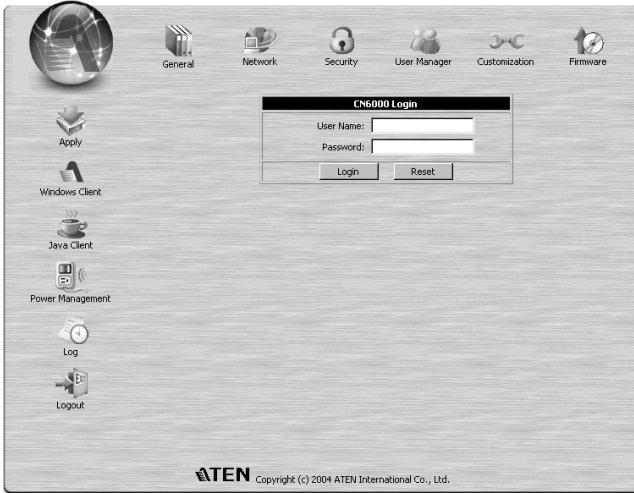 General
Network
Security
User Manager
Customization
Firmware
CN6000 Login
User Name:
Password:
Login
Reset
Apply
Windows Client
Java Client
Power Management
Log
EXIT
Logout
ATEN Copyright (c) 2004 ATEN International Co., Ltd.